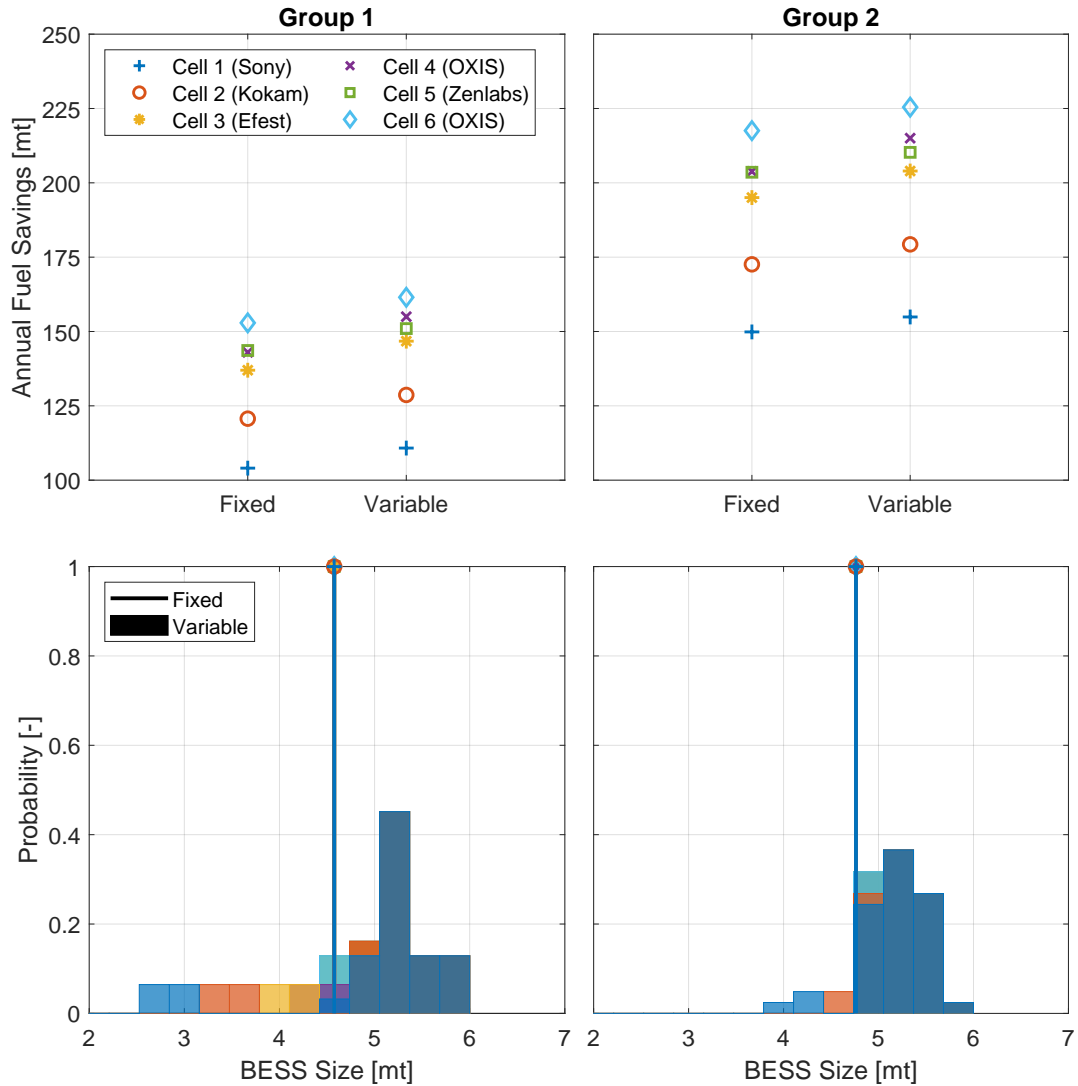 Group 1
Group 2
Annual Fuel Savings [mt]
250
225
200
175
150
125
100
Cell 1 (Sony)
Cell 2 (Kokam)
Cell 3 (Efest)
Cell 4 (OXIS)
Cell 5 (Zenlabs)
Cell 6 (OXIS)
Fixed Variable
Fixed Variable
Probability [-]
1
0.8
0.6
0.4
0.2
0
Fixed
Variable
2 3 4 5 6 7
2 3 4 5 6 7
BESS Size [mt]
BESS Size [mt]